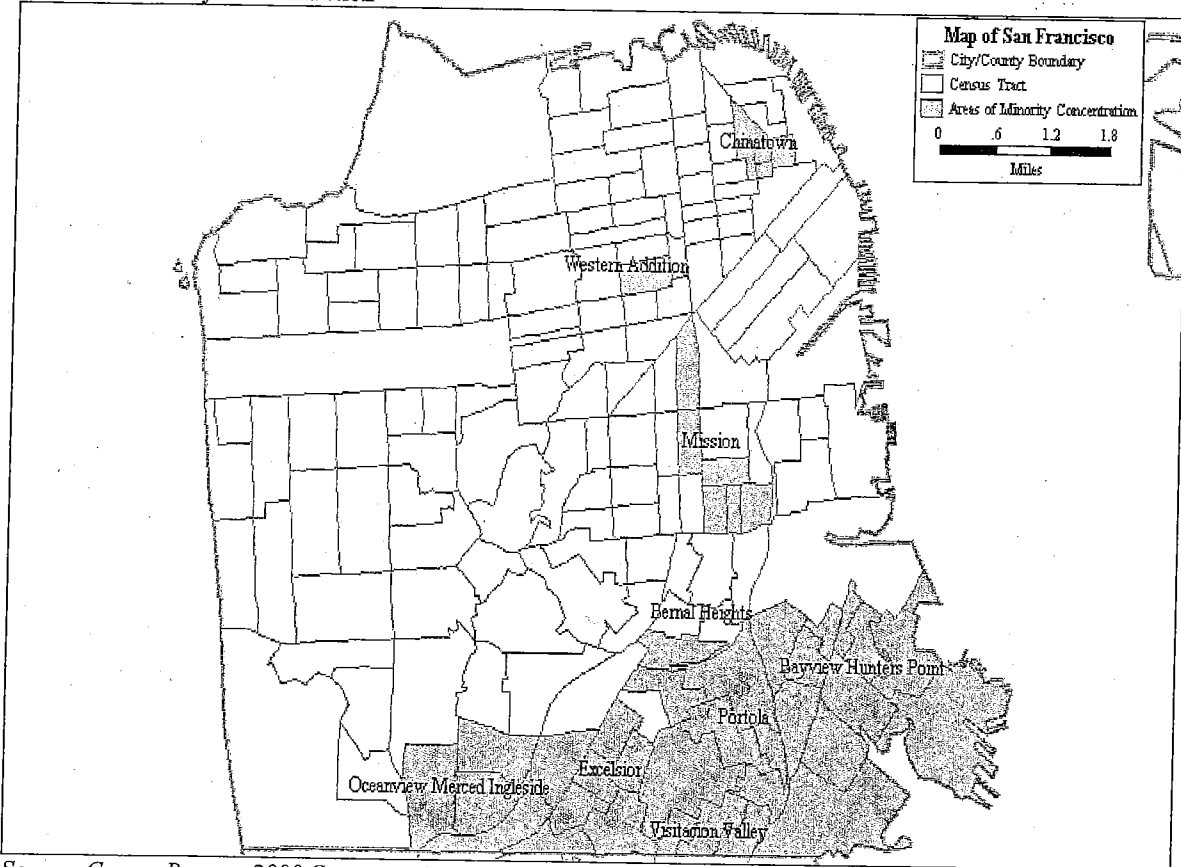 Map of San Francisco
City/County Boundary
Census Tract
Areas of Minority Concentration
0 .6 1.2 1.8
Miles
Chinatown
Western Addition
Mission
Bernal Heights
Bayview Hunters Point
Portola
Excelsior
Oceanview Merced Ingleside
Visitacion Valley